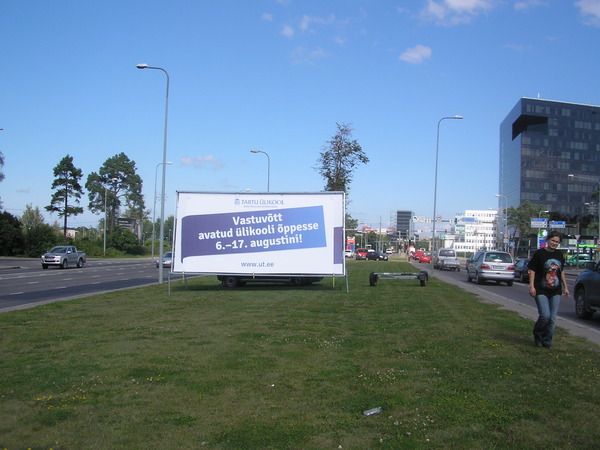 TARTU ÜLIKOOL
Vastuvõtt
avatud ülikooli õppesse
6.–17. augustini!
www.ut.ee